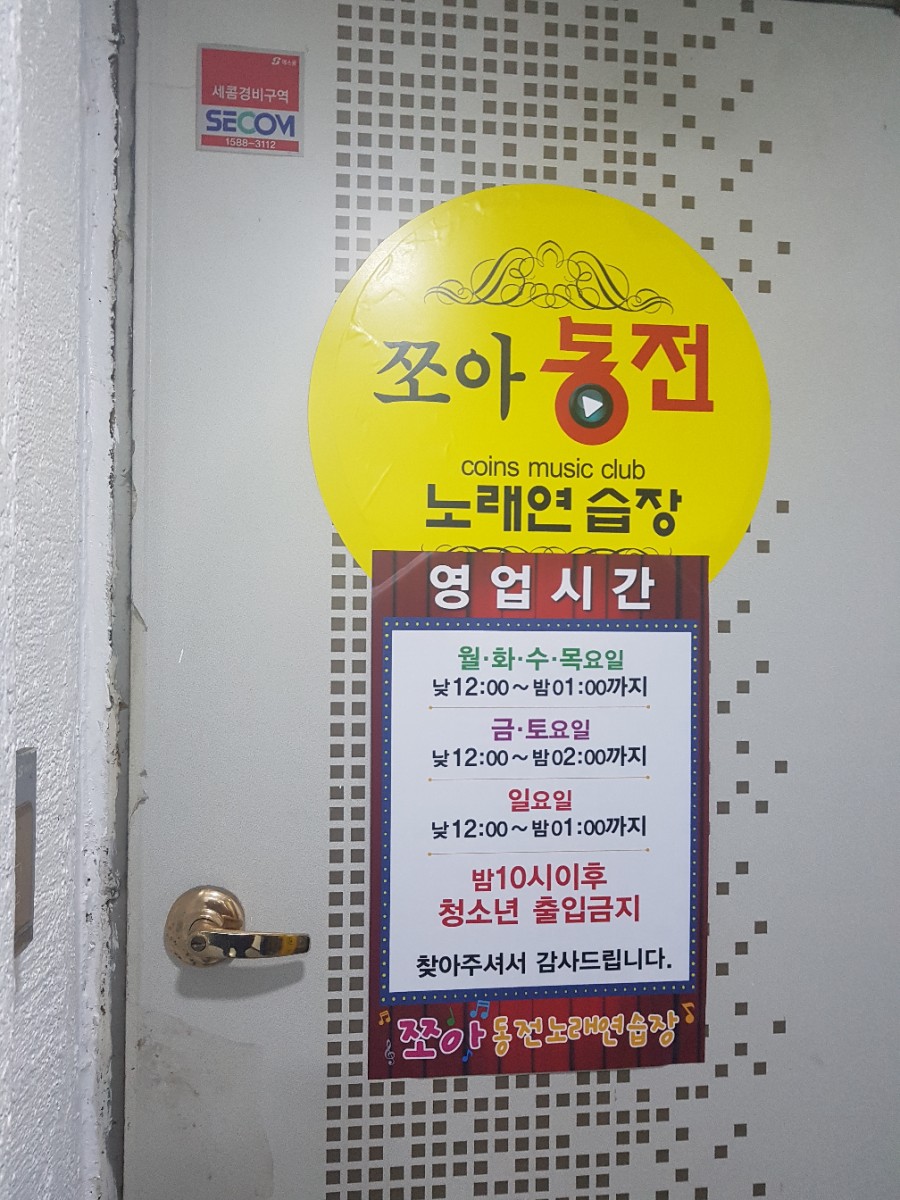 세콤경비구역
SECOM
1588-3112
쪼아 동전
coins music club
노래연습장
영업시간
월·화·수·목요일
낮12:00~밤01:00까지
금·토요일
낮12:00~밤02:00까지
일요일
낮12:00~밤01:00까지
밤10시이후
청소년 출입금지
찾아주셔서 감사드립니다.
쪼아동전노래연습장